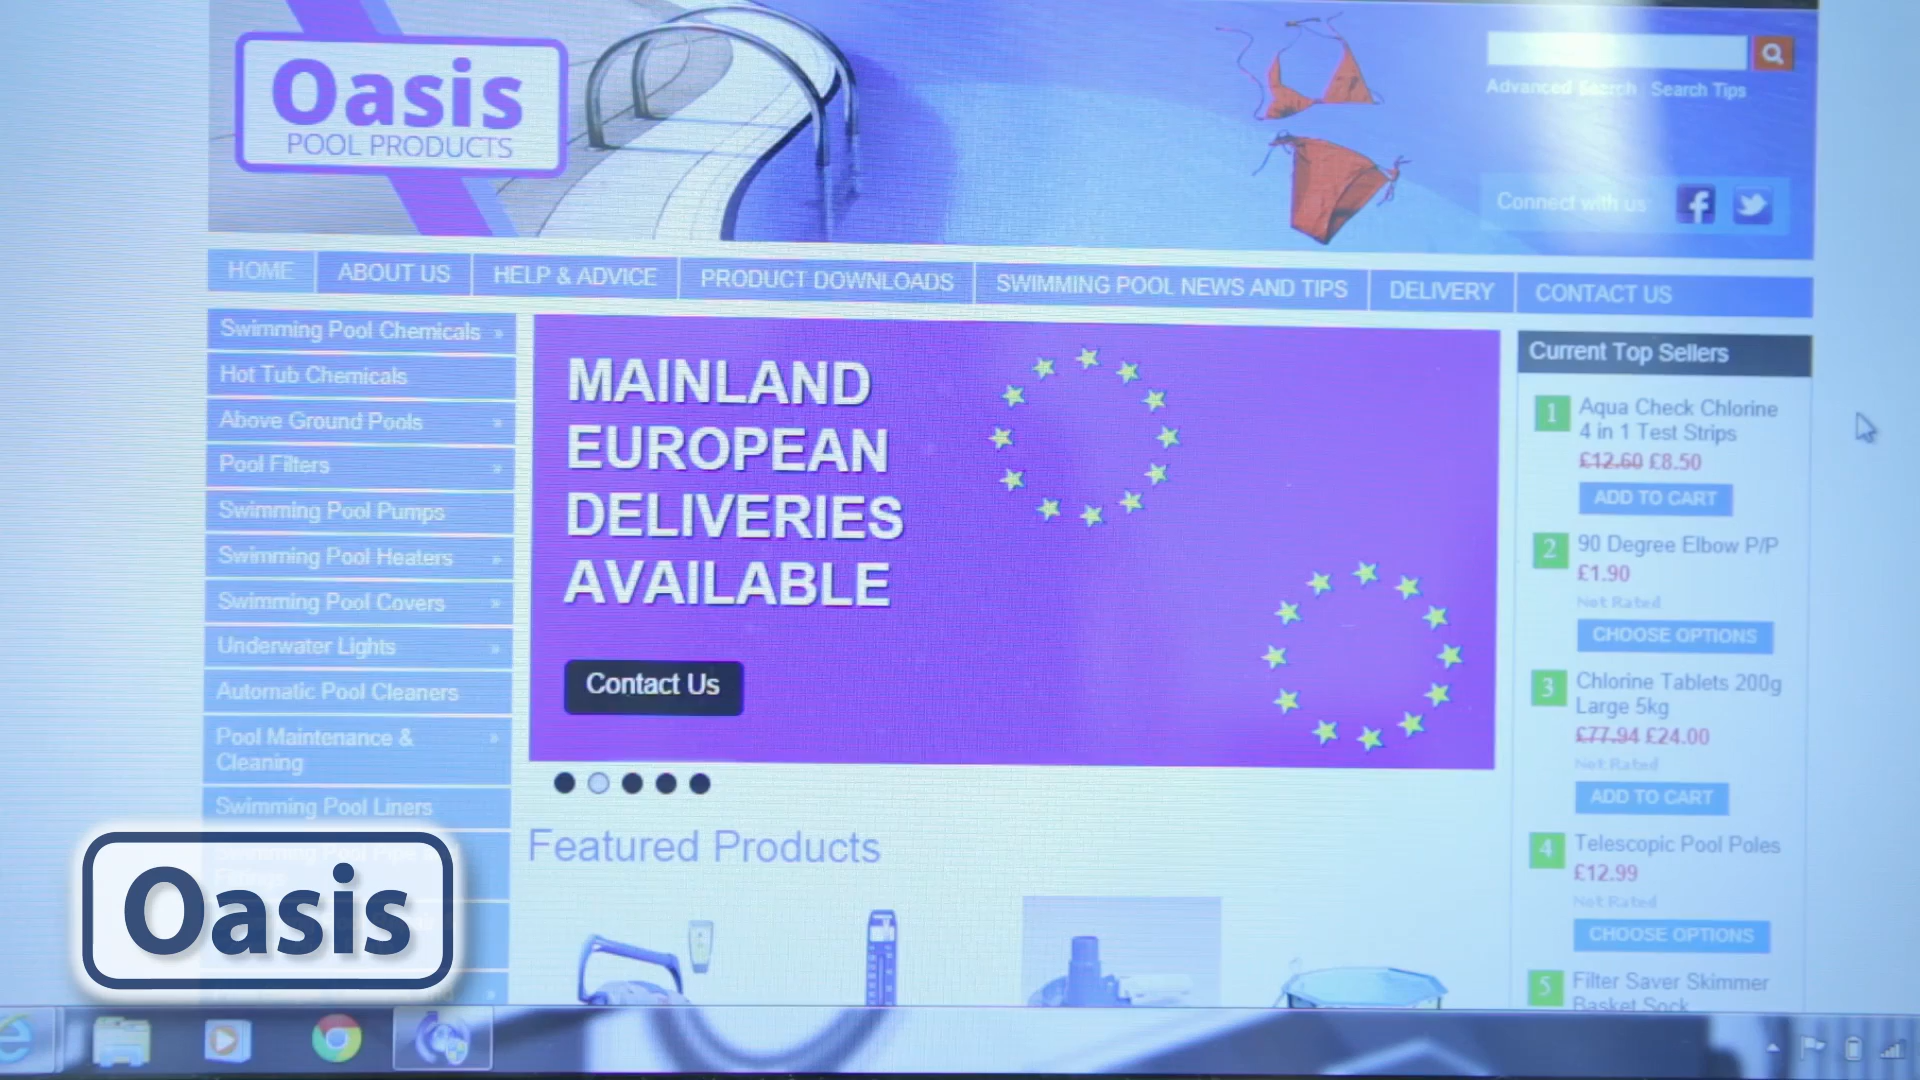 Oasis
POOL PRODUCTS
Advanced Search Search Tips
Connect with us
HOME ABOUT US HELP & ADVICE PRODUCT DOWNLOADS SWIMMING POOL NEWS AND TIPS DELIVERY CONTACT US
Swimming Pool Chemicals »
Hot Tub Chemicals
Above Ground Pools »
Pool Filters »
Swimming Pool Pumps
Swimming Pool Heaters »
Swimming Pool Covers »
Underwater Lights »
Automatic Pool Cleaners
Pool Maintenance & »
Cleaning
Swimming Pool Liners
MAINLAND
EUROPEAN
DELIVERIES
AVAILABLE
Contact Us
Featured Products
Current Top Sellers
1 Aqua Check Chlorine
4 in 1 Test Strips
£12.60 £8.50
ADD TO CART
2 90 Degree Elbow P/P
£1.90
Not Rated
CHOOSE OPTIONS
3 Chlorine Tablets 200g
Large 5kg
£77.94 £24.00
Not Rated
ADD TO CART
4 Telescopic Pool Poles
£12.99
Not Rated
CHOOSE OPTIONS
5 Filter Saver Skimmer
Basket Sock
Oasis